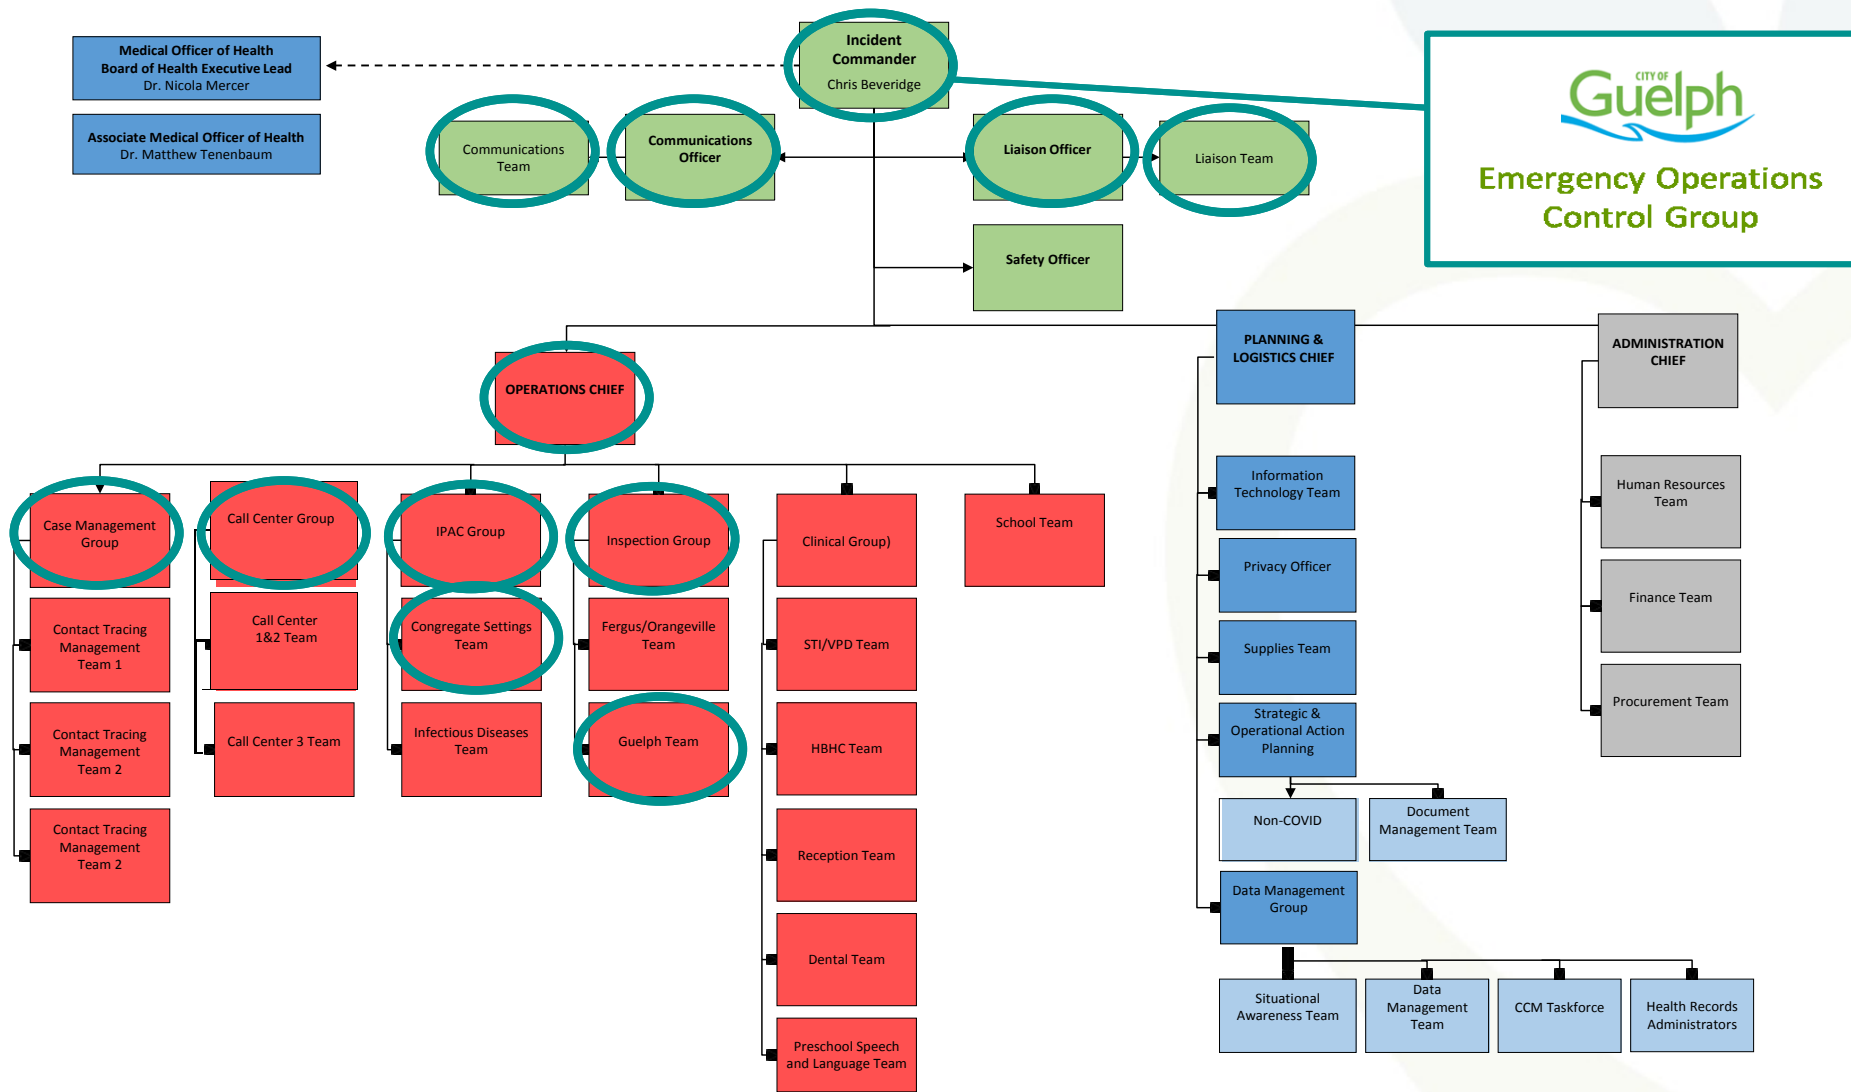 Medical Officer of Health
Board of Health Executive Lead
Dr. Nicola Mercer
Associate Medical Officer of Health
Dr. Matthew Tenenbaum
Incident
Commander
Chris Beveridge
CITY OF
Guelph
Emergency Operations
Control Group
Communications
Team
Communications
Officer
Liaison Officer
Liaison Team
Safety Officer
OPERATIONS CHIEF
PLANNING &
LOGISTICS CHIEF
ADMINISTRATION
CHIEF
Case Management
Group
Contact Tracing
Management
Team 1
Contact Tracing
Management
Team 2
Contact Tracing
Management
Team 2
Call Center Group
Call Center
1&2 Team
Call Center 3 Team
IPAC Group
Congregate Settings
Team
Infectious Diseases
Team
Inspection Group
Fergus/Orangeville
Team
Guelph Team
Clinical Group)
STI/VPD Team
HBHC Team
Reception Team
Dental Team
Preschool Speech
and Language Team
School Team
Information
Technology Team
Privacy Officer
Supplies Team
Strategic &
Operational Action
Planning
Non-COVID
Document
Management Team
Data Management
Group
Situational
Awareness Team
Data
Management
Team
CCM Taskforce
Health Records
Administrators
Human Resources
Team
Finance Team
Procurement Team